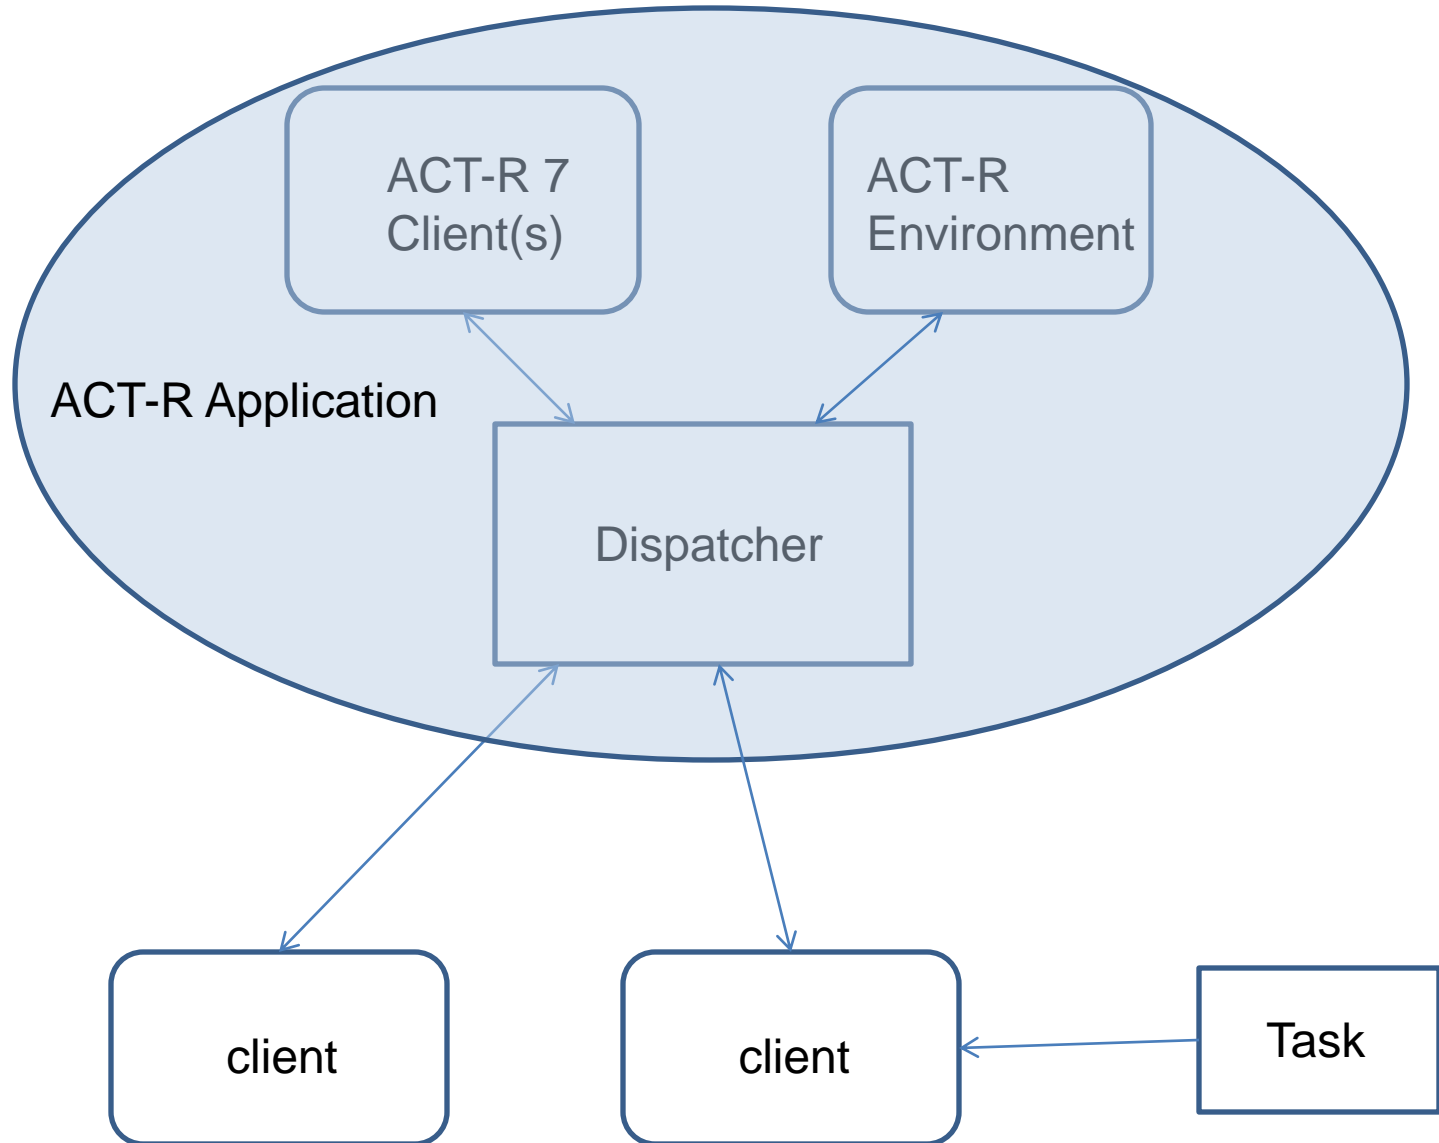 ACT-R 7
Client(s)
ACT-R
Environment
ACT-R Application
Dispatcher
client
client
Task